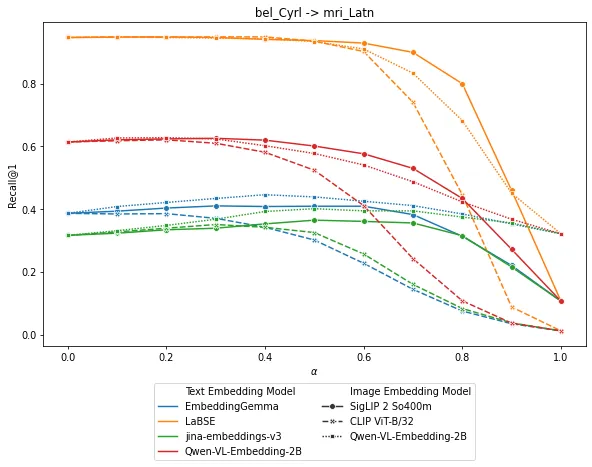 bel_Cyrl -> mri_Latn
Recall@1
0.8
0.6
0.4
0.2
0.0
0.0 0.2 0.4 0.6 0.8 1.0
α
Text Embedding Model Image Embedding Model
EmbeddingGemma SigLIP 2 So400m
LaBSE CLIP ViT-B/32
jina-embeddings-v3 Qwen-VL-Embedding-2B
Qwen-VL-Embedding-2B